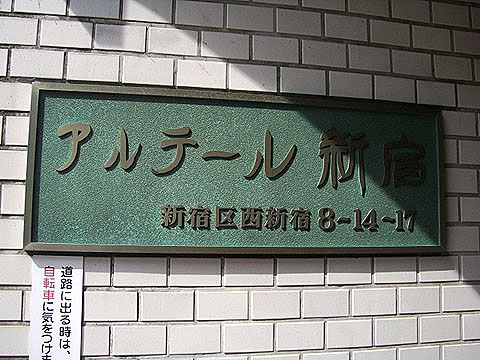 アルテール新宿
新宿区西新宿8-14-17
道路に出る時は、
自転車に気をつけ